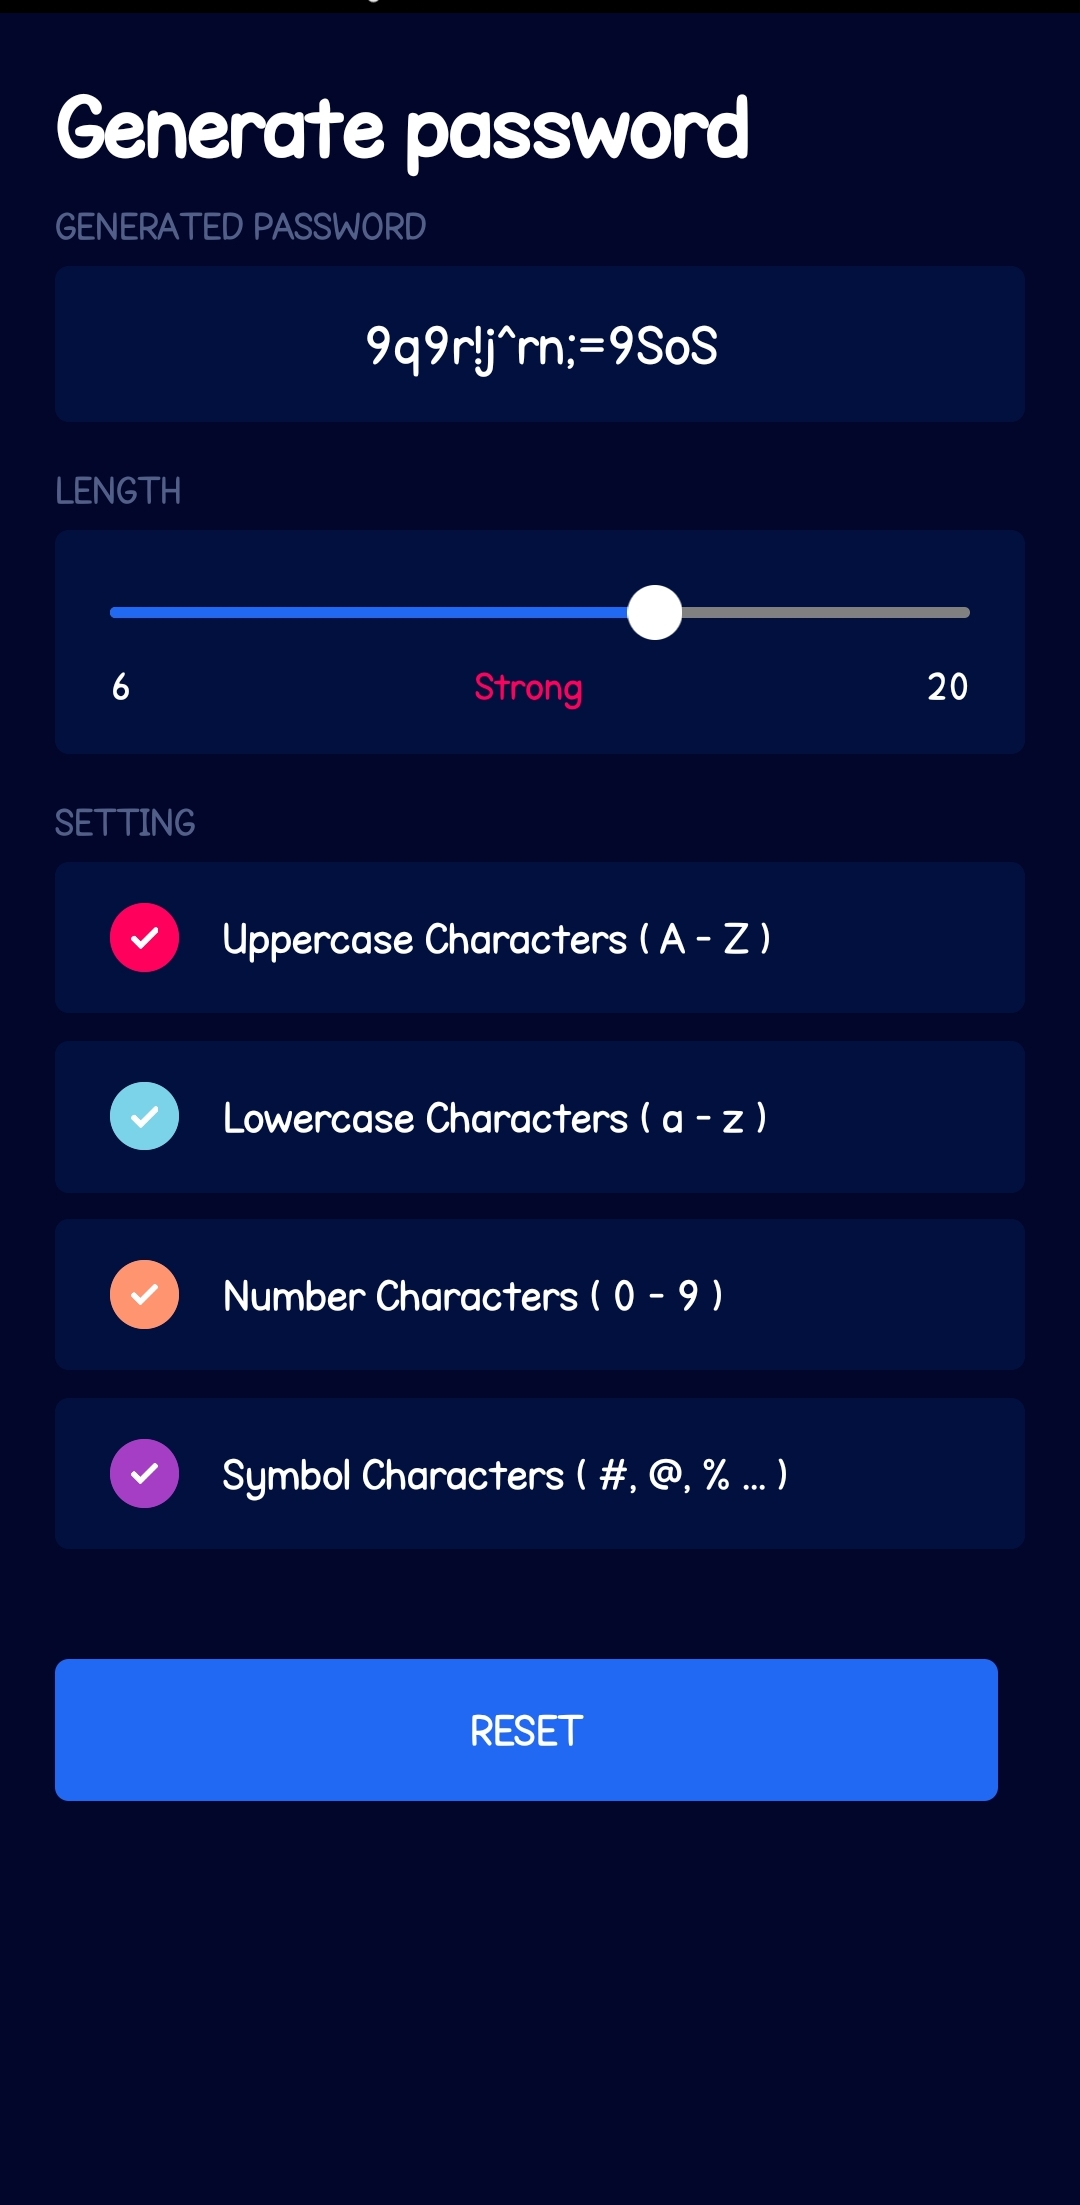 Generate password
GENERATED PASSWORD
9q9r!j^rn;=9SoS
LENGTH
6 Strong 20
SETTING
Uppercase Characters ( A - Z )
Lowercase Characters ( a - z )
Number Characters ( 0 - 9 )
Symbol Characters ( #, @, % ... )
RESET